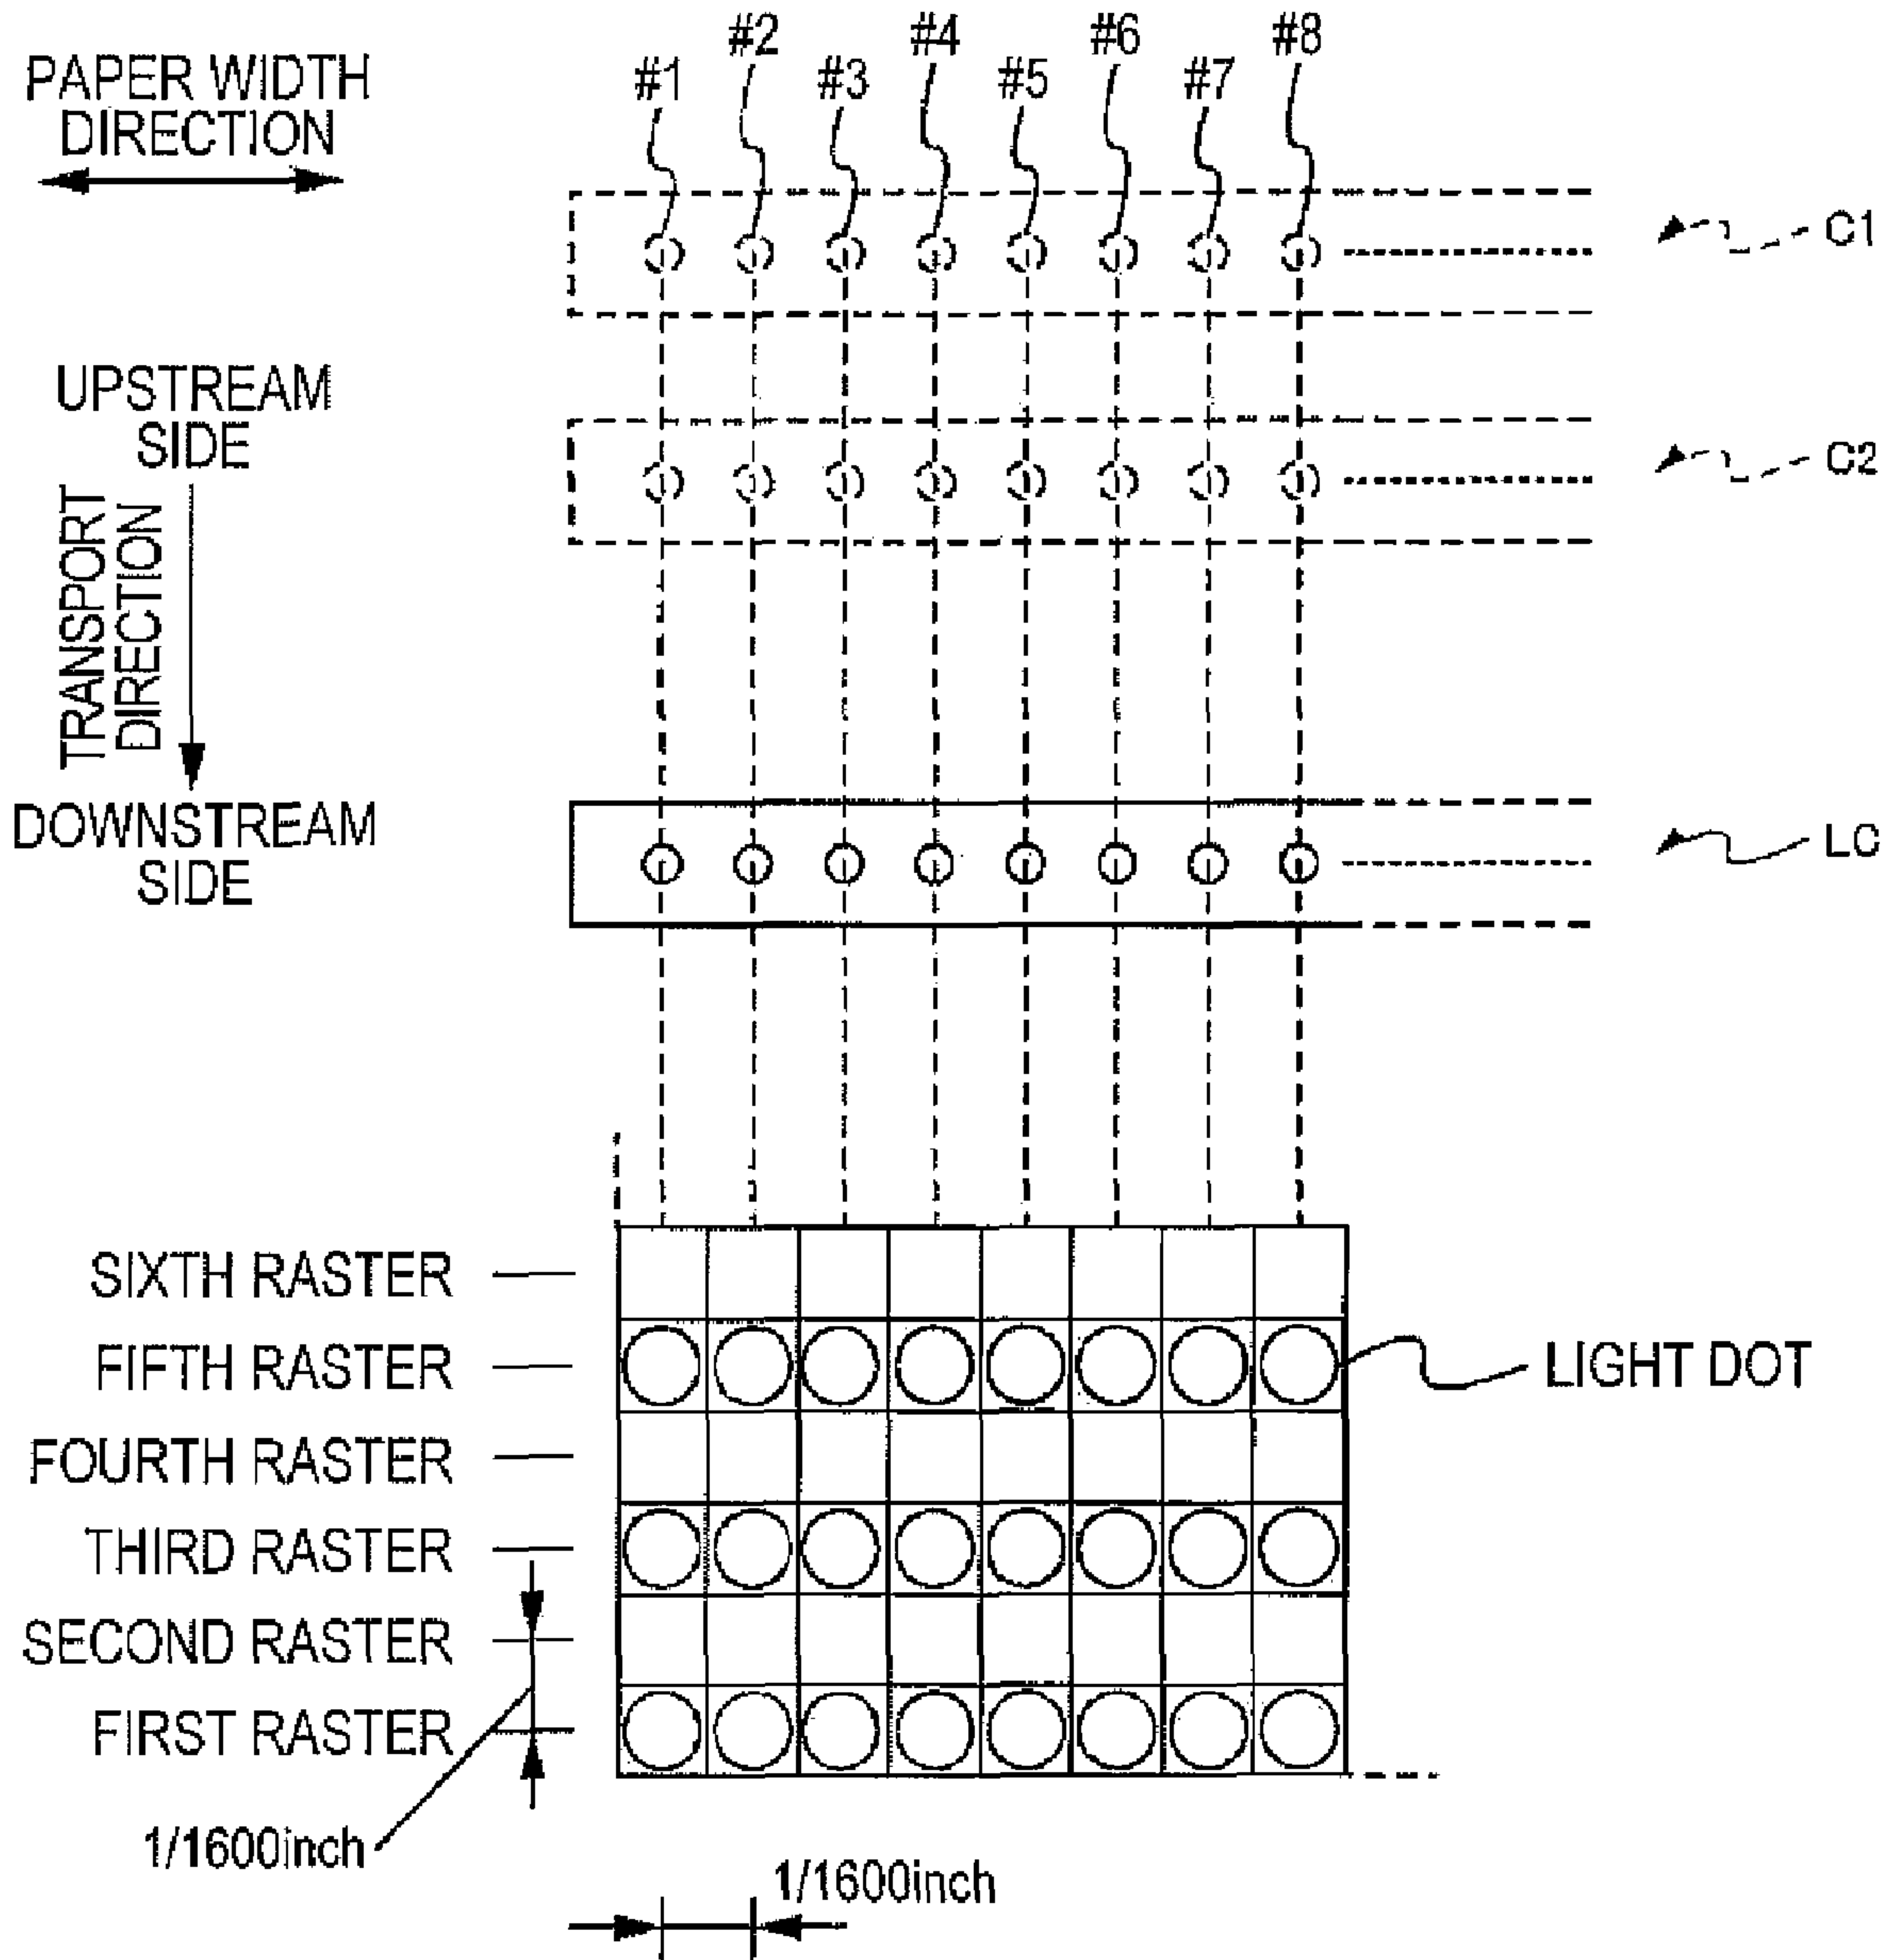 #1
#2
#3
#4
#5
#6
#7
#8
PAPER WIDTH
DIRECTION
C1
UPSTREAM
SIDE
C2
TRANSPORT
DIRECTION
DOWNSTREAM
SIDE
LC
SIXTH RASTER
FIFTH RASTER
LIGHT DOT
FOURTH RASTER
THIRD RASTER
SECOND RASTER
FIRST RASTER
1/1600inch
1/1600inch